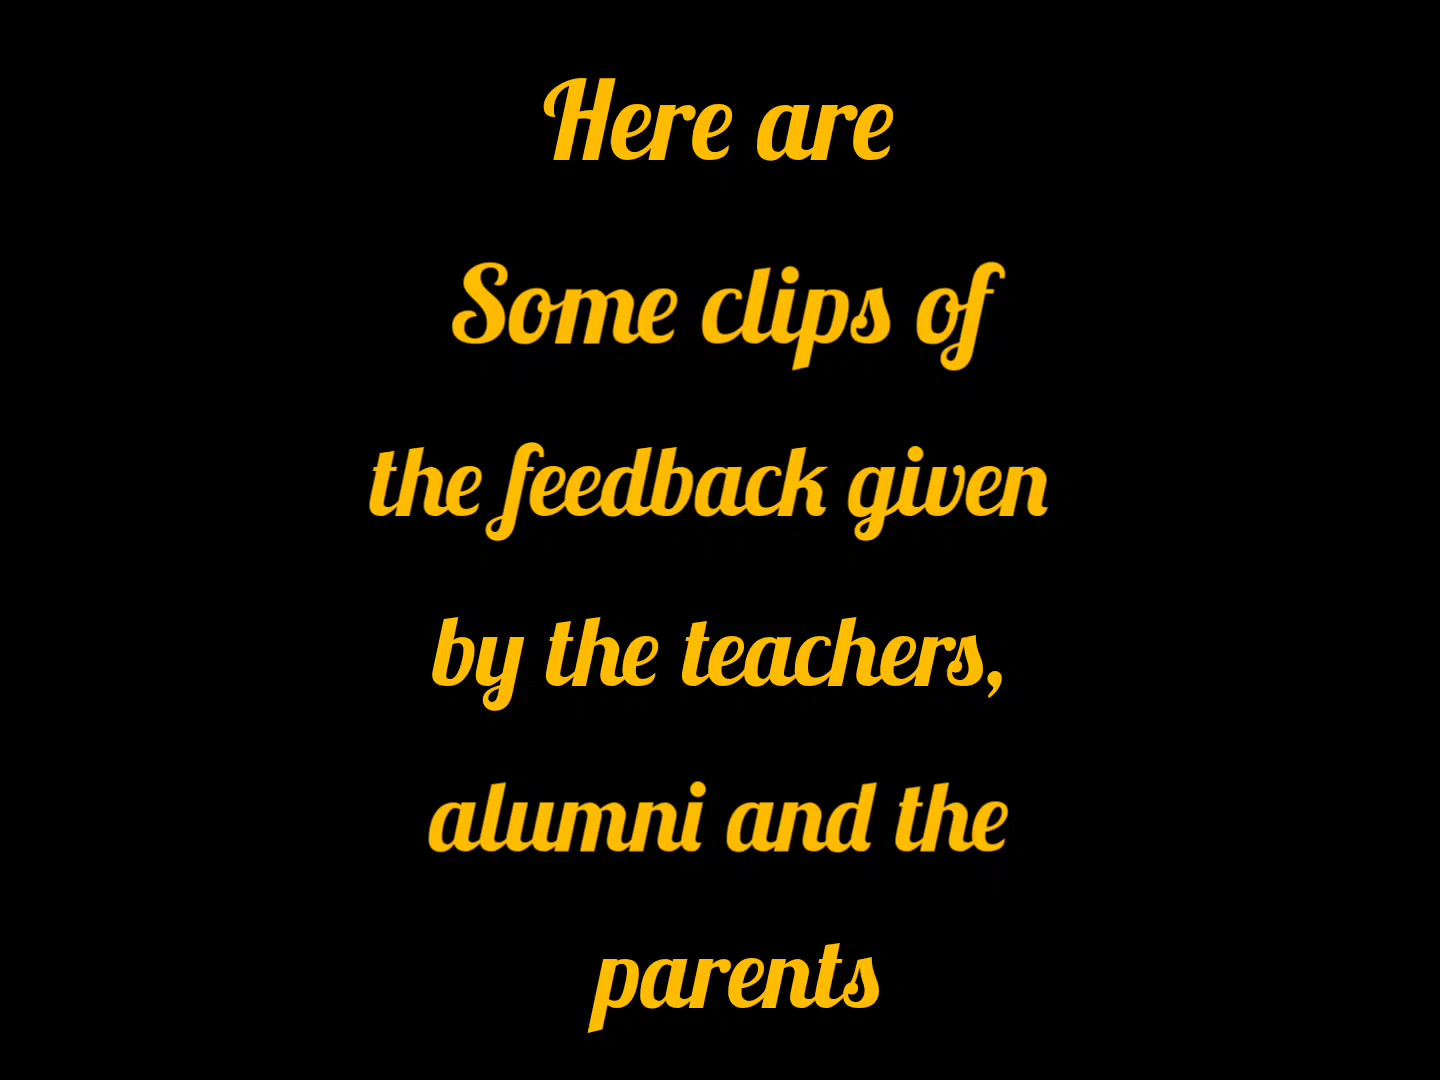 Here are
Some clips of
the feedback given
by the teachers,
alumni and the
parents